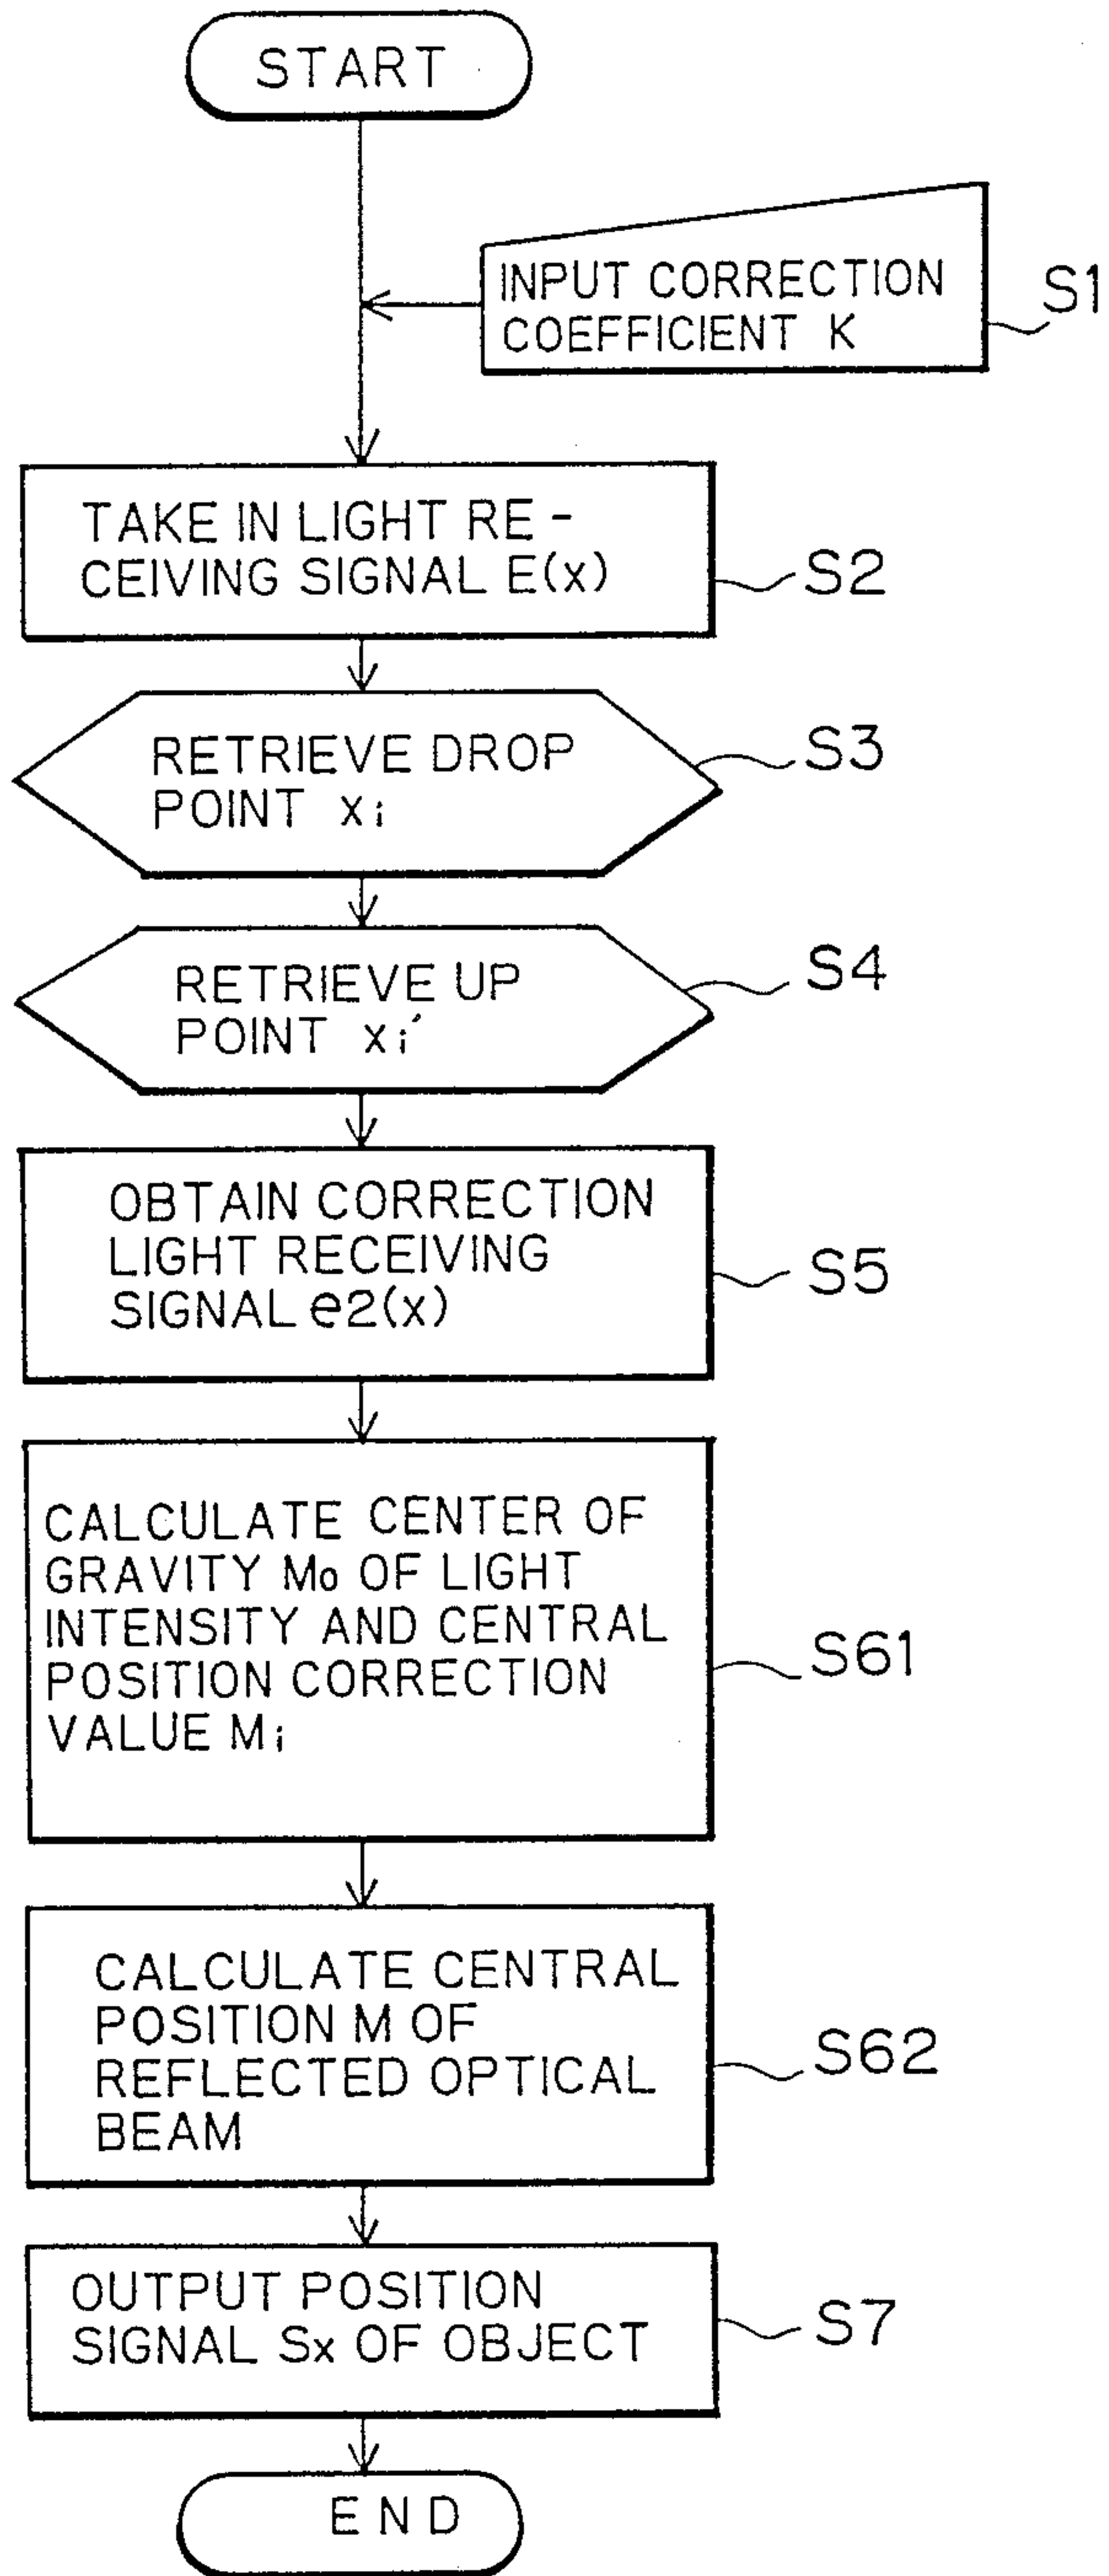 START
INPUT CORRECTION
COEFFICIENT K
S1
TAKE IN LIGHT RE-
CEIVING SIGNAL E(x)
S2
RETRIEVE DROP
POINT xi
S3
RETRIEVE UP
POINT xi'
S4
OBTAIN CORRECTION
LIGHT RECEIVING
SIGNAL e2(x)
S5
CALCULATE CENTER OF
GRAVITY Mo OF LIGHT
INTENSITY AND CENTRAL
POSITION CORRECTION
VALUE Mi
S61
CALCULATE CENTRAL
POSITION M OF
REFLECTED OPTICAL
BEAM
S62
OUTPUT POSITION
SIGNAL Sx OF OBJECT
S7
END